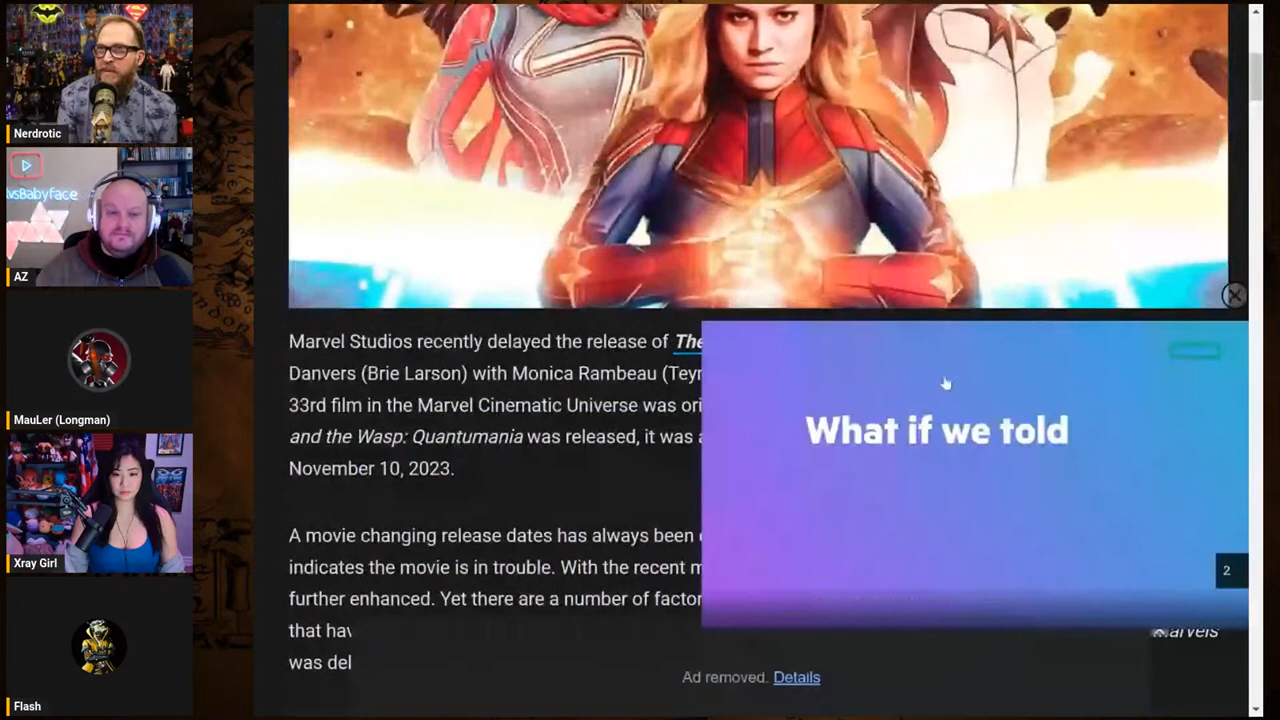 Nerdrotic
vsBabyface
AZ
MauLer (Longman)
Xray Girl
Flash
Marvel Studios recently delayed the release of The
Danvers (Brie Larson) with Monica Rambeau (Teyr
33rd film in the Marvel Cinematic Universe was ori
and the Wasp: Quantumania was released, it was a
November 10, 2023.
A movie changing release dates has always been
indicates the movie is in trouble. With the recent m
further enhanced. Yet there are a number of factor
that hav
Marvels
was del
What if we told
2
Ad removed. Details